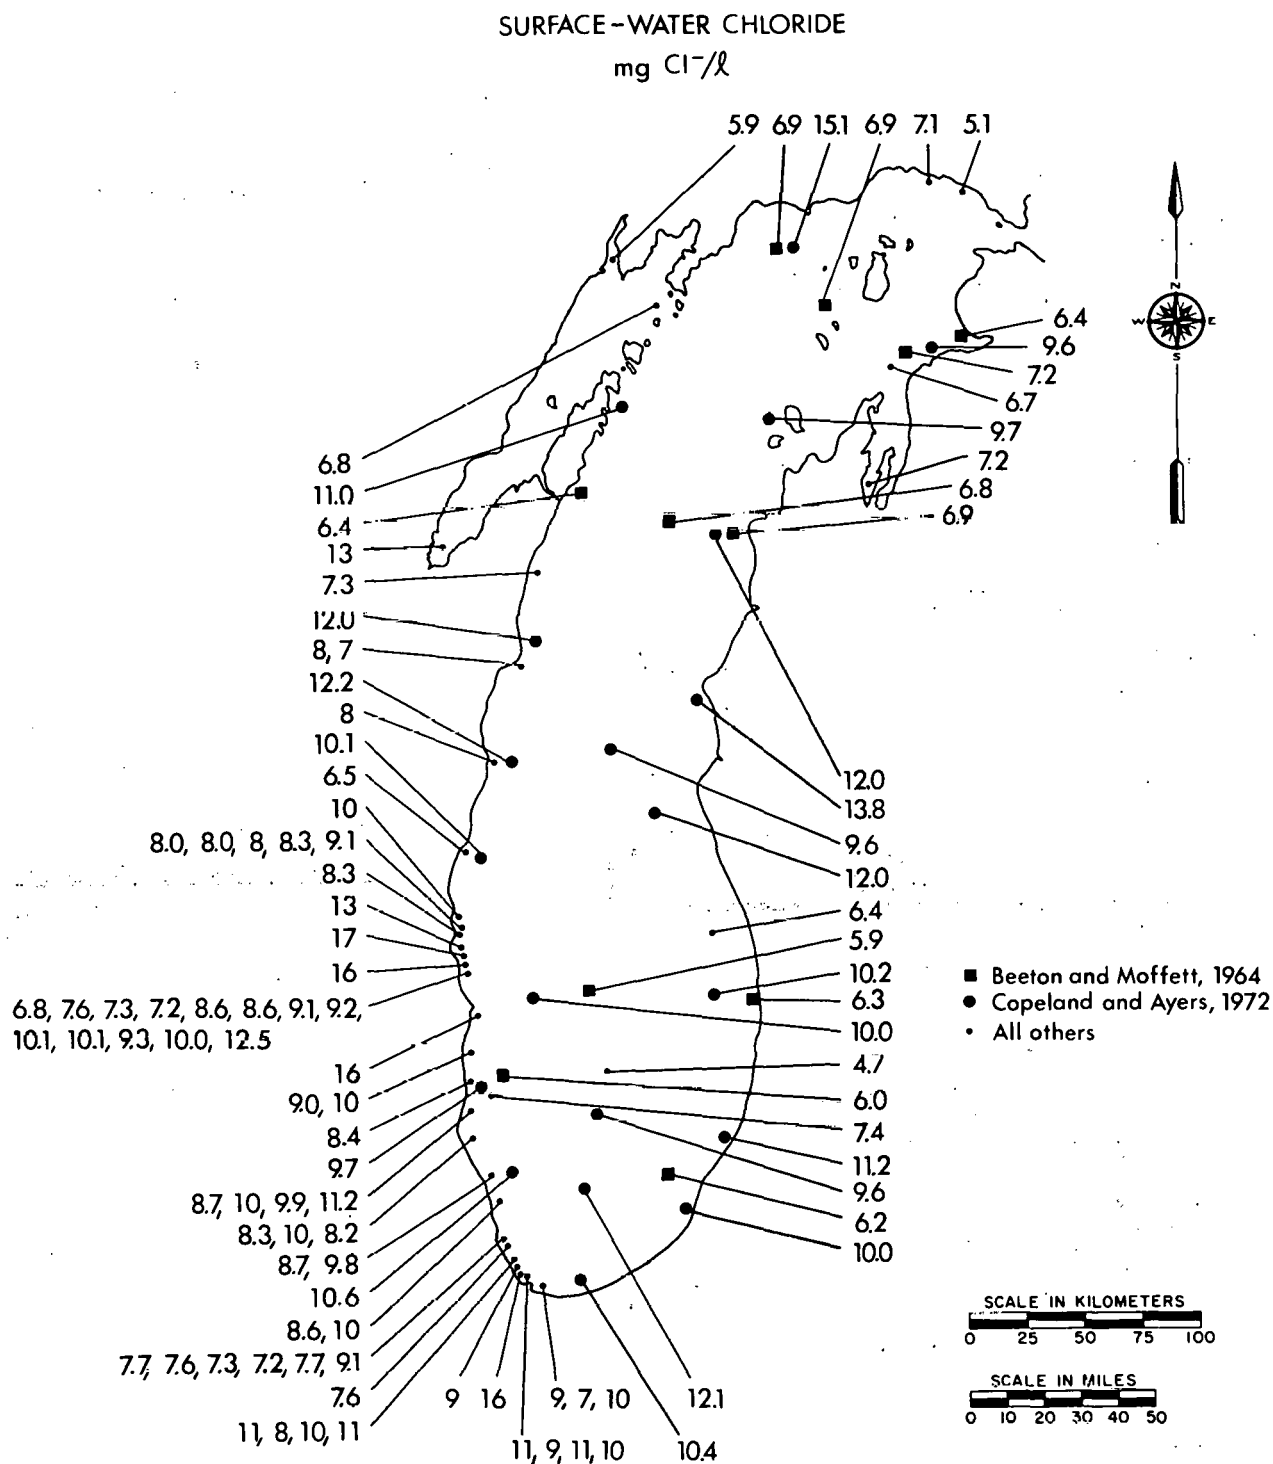 SURFACE-WATER CHLORIDE
mg Cl⁻/ℓ
5.9 6.9 15.1 6.9 7.1 5.1
N
W E
S
6.4
9.6
7.2
6.7
9.7
7.2
6.8
6.9
6.8
11.0
6.4
13
7.3
12.0
8, 7
12.2
8
10.1
6.5
10
8.0, 8.0, 8, 8.3, 9.1
8.3
13
17
16
6.8, 7.6, 7.3, 7.2, 8.6, 8.6, 9.1, 9.2,
10.1, 10.1, 9.3, 10.0, 12.5
16
9.0, 10
8.4
9.7
8.7, 10, 9.9, 11.2
8.3, 10, 8.2
8.7, 9.8
10.6
8.6, 10
7.7, 7.6, 7.3, 7.2, 7.7, 9.1
7.6
11, 8, 10, 11
9 16 9, 7, 10 12.1
11, 9, 11, 10 10.4
12.0
13.8
9.6
12.0
6.4
5.9
10.2
6.3
10.0
4.7
6.0
7.4
11.2
9.6
6.2
10.0
Beeton and Moffett, 1964
Copeland and Ayers, 1972
All others
SCALE IN KILOMETERS
0 25 50 75 100
SCALE IN MILES
0 10 20 30 40 50